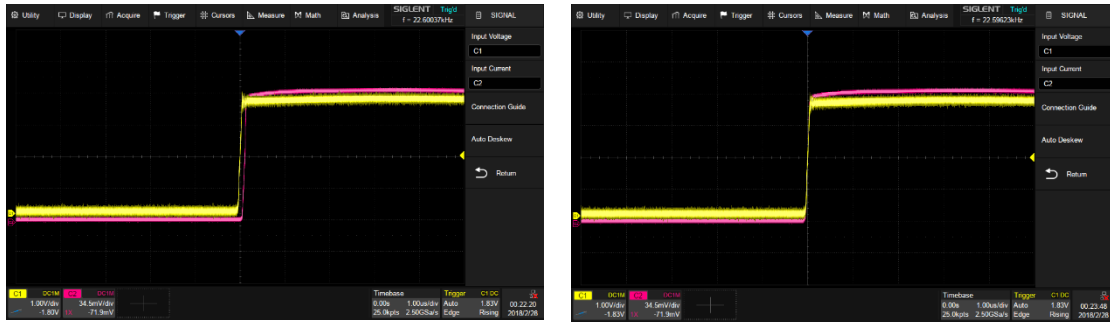 Utility Display Acquire Trigger Cursors Measure Math Analysis SIGLENT Trig'd SIGNAL
f = 22.60037kHz
Input Voltage
C1
Input Current
C2
Connection Guide
Auto Deskew
Return
C1 DC1M C2 DC1M
1.00V/div 34.5mV/div
-1.80V -71.9mV
Timebase Trigger C1 DC
0.00s 1.00us/div Auto 1.83V 00:22:20
25.0kpts 2.50GSa/s Edge Rising 2018/2/28
Utility Display Acquire Trigger Cursors Measure Math Analysis SIGLENT Trig'd SIGNAL
f = 22.59623kHz
Input Voltage
C1
Input Current
C2
Connection Guide
Auto Deskew
Return
C1 DC1M C2 DC1M
1.00V/div 34.5mV/div
-1.83V -71.9mV
Timebase Trigger C1 DC
0.00s 1.00us/div Auto 1.83V 00:23:48
25.0kpts 2.50GSa/s Edge Rising 2018/2/28